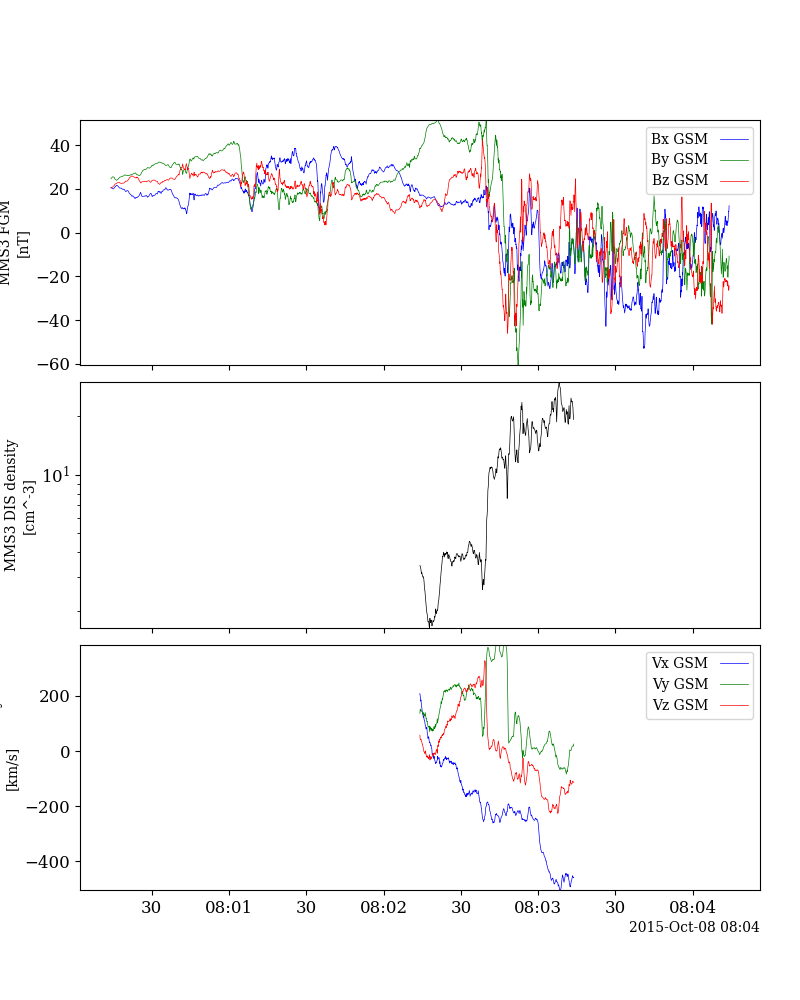 40
20
0
−20
−40
−60
MMS3 FGM
[nT]
Bx GSM
By GSM
Bz GSM
10^1
MMS3 DIS density
[cm^-3]
200
0
−200
−400
[km/s]
Vx GSM
Vy GSM
Vz GSM
30 08:01 30 08:02 30 08:03 30 08:04
2015-Oct-08 08:04